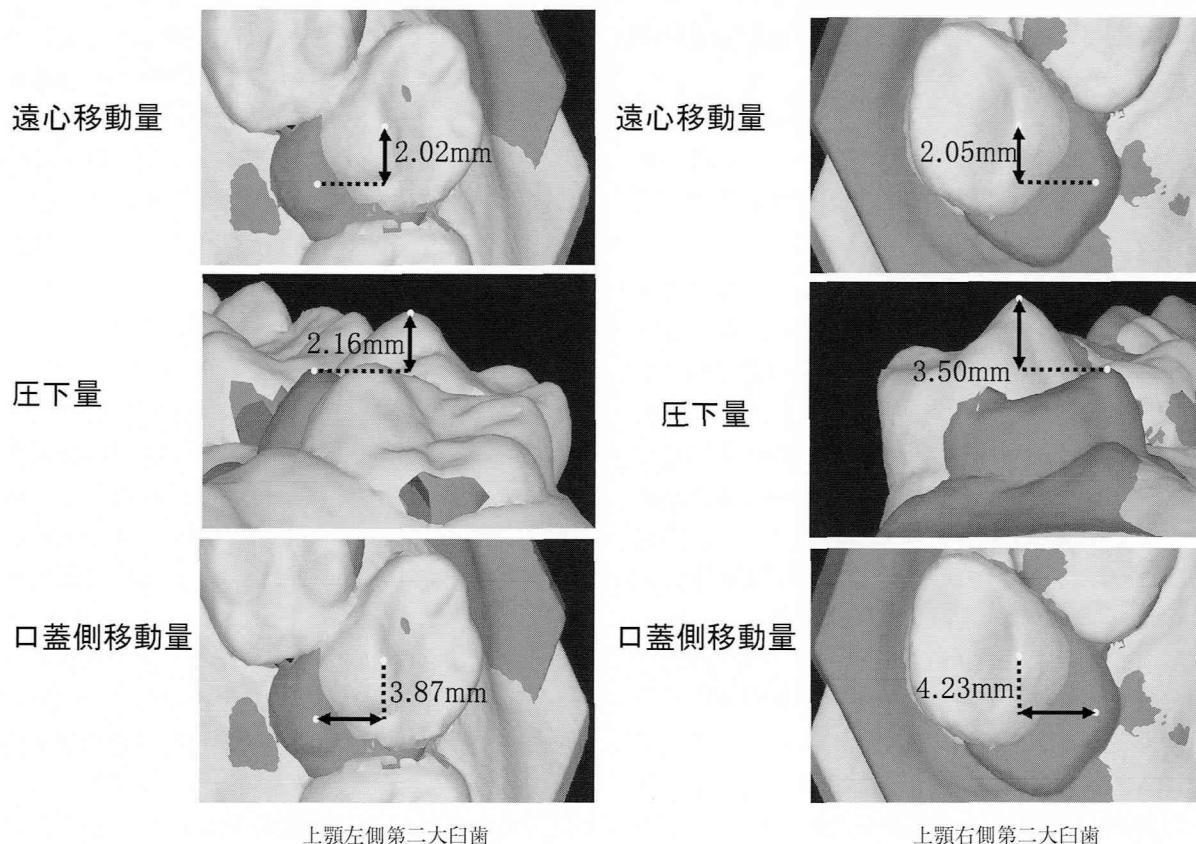 遠心移動量
2.02mm
遠心移動量
2.05mm
圧下量
2.16mm
圧下量
3.50mm
口蓋側移動量
3.87mm
口蓋側移動量
4.23mm
上顎左側第二大臼歯
上顎右側第二大臼歯